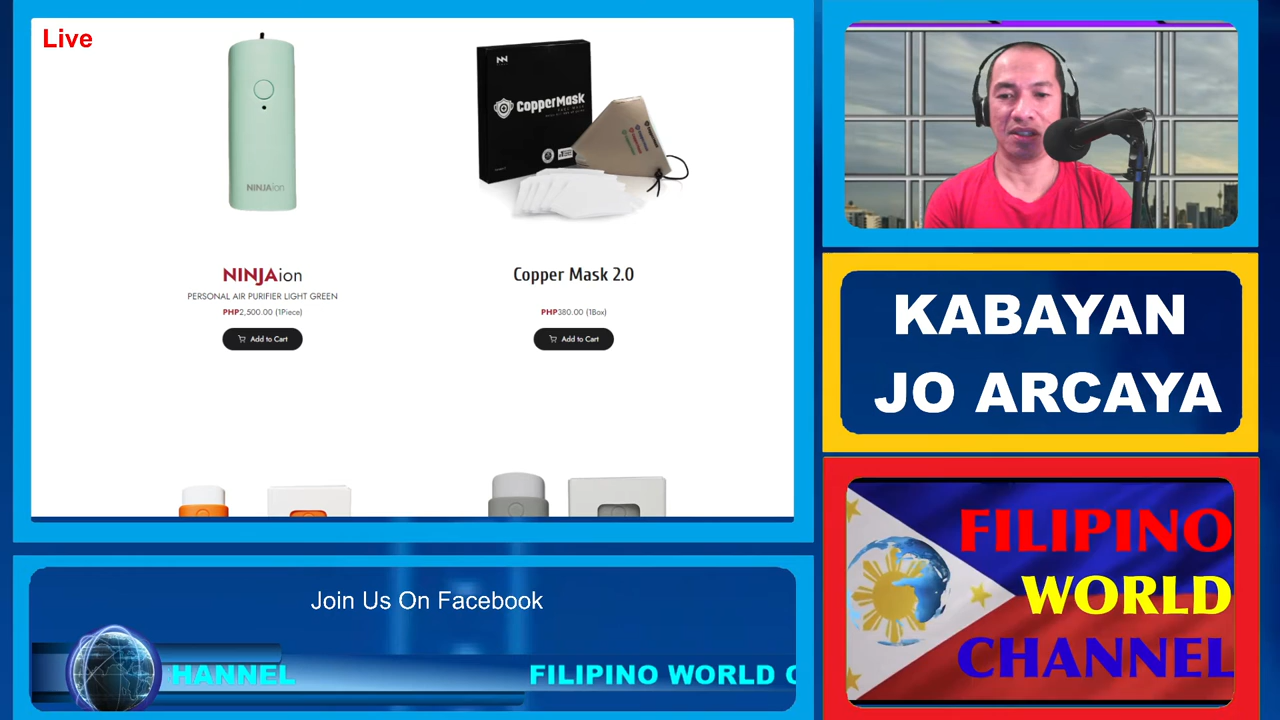 Live
NINJAion
CopperMask
NINJAion
PERSONAL AIR PURIFIER LIGHT GREEN
PHP2,500.00 (1Piece)
Add to Cart
Copper Mask 2.0
PHP380.00 (1Box)
Add to Cart
KABAYAN
JO ARCAYA
FILIPINO
WORLD
CHANNEL
Join Us On Facebook
HANNEL
FILIPINO WORLD C